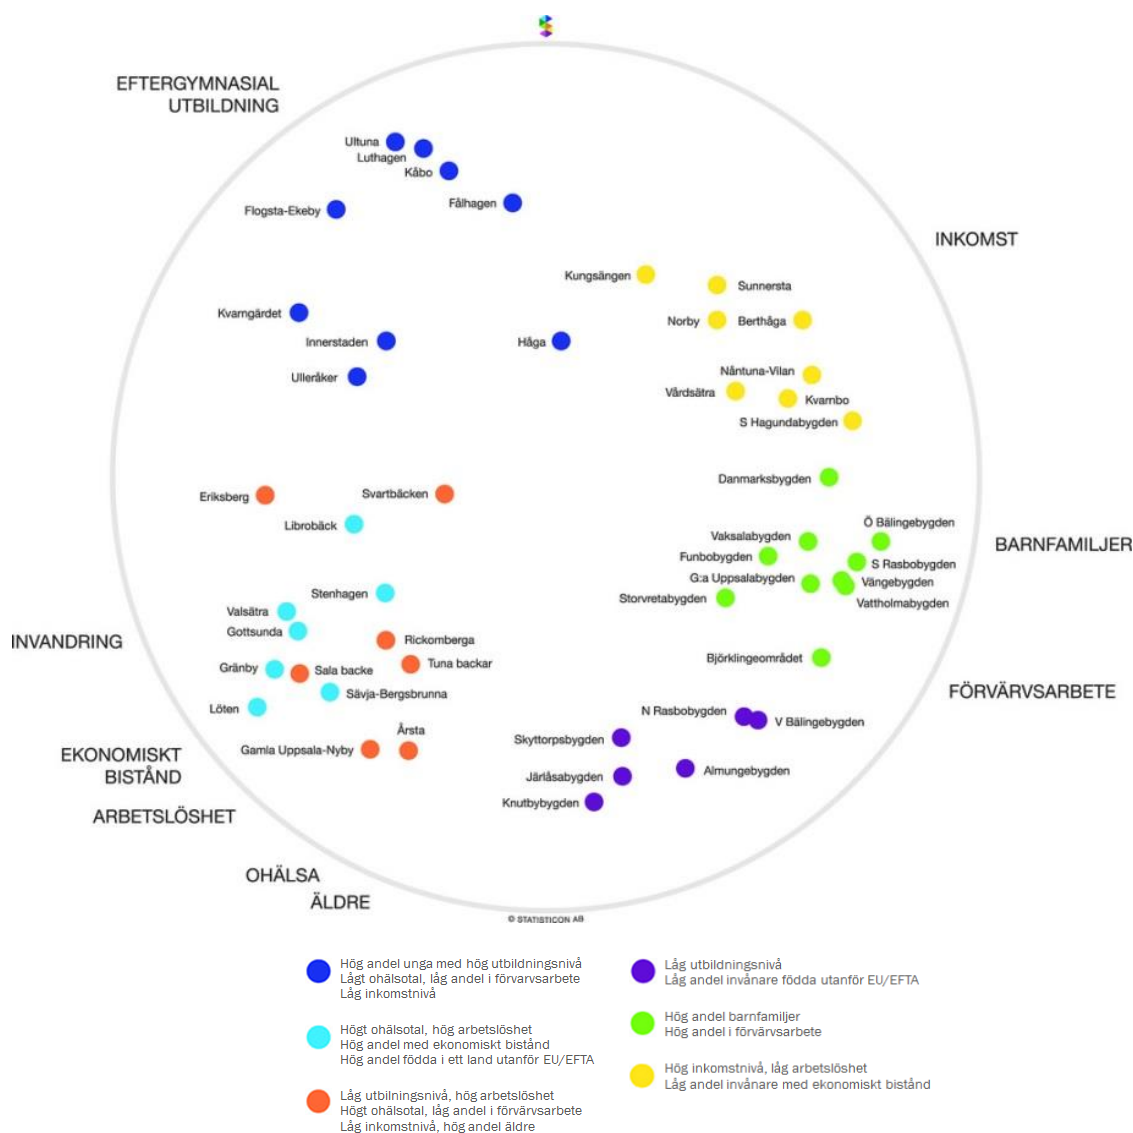 EFTERGYMNASIAL
UTBILDNING
Ultuna
Luthagen
Kåbo
Fålhagen
Flogsta-Ekeby
INKOMST
Kungsängen
Sunnersta
Norby
Berthåga
Kvarngärdet
Innerstaden
Håga
Ulleråker
Nåntuna-Vilan
Vårdsätra
Kvarnbo
S Hagundabygden
Danmarksbygden
Eriksberg
Svartbäcken
Librobäck
Ö Bälingebygden
Vaksalabygden
BARNFAMILJER
Funbobygden
S Rasbobygden
G:a Uppsalabygden
Vängebygden
Storvretabygden
Vattholmabygden
Stenhagen
Valsätra
Gottsunda
INVANDRING
Rickomberga
Tuna backar
Gränby
Sala backe
Sävja-Bergsbrunna
Löten
Björklingeområdet
FÖRVÄRVSARBETE
N Rasbobygden
V Bälingebygden
Årsta
Gamla Uppsala-Nyby
Skyttorpsbygden
EKONOMISKT
BISTÅND
Järlåsabygden
Almungebygden
Knutbybygden
ARBETSLÖSHET
OHÄLSA
ÄLDRE
© STATISTICON AB
Hög andel unga med hög utbildningsnivå
Lågt ohälsotal, låg andel i förvarvsarbete
Låg inkomstnivå
Högt ohälsotal, hög arbetslöshet
Hög andel med ekonomiskt bistånd
Hög andel födda i ett land utanför EU/EFTA
Låg utbilningsnivå, hög arbetslöshet
Högt ohälsotal, låg andel i förvärvsarbete
Låg inkomstnivå, hög andel äldre
Låg utbildningsnivå
Låg andel invånare födda utanför EU/EFTA
Hög andel barnfamiljer
Hög andel i förvärvsarbete
Hög inkomstnivå, låg arbetslöshet
Låg andel invånare med ekonomiskt bistånd